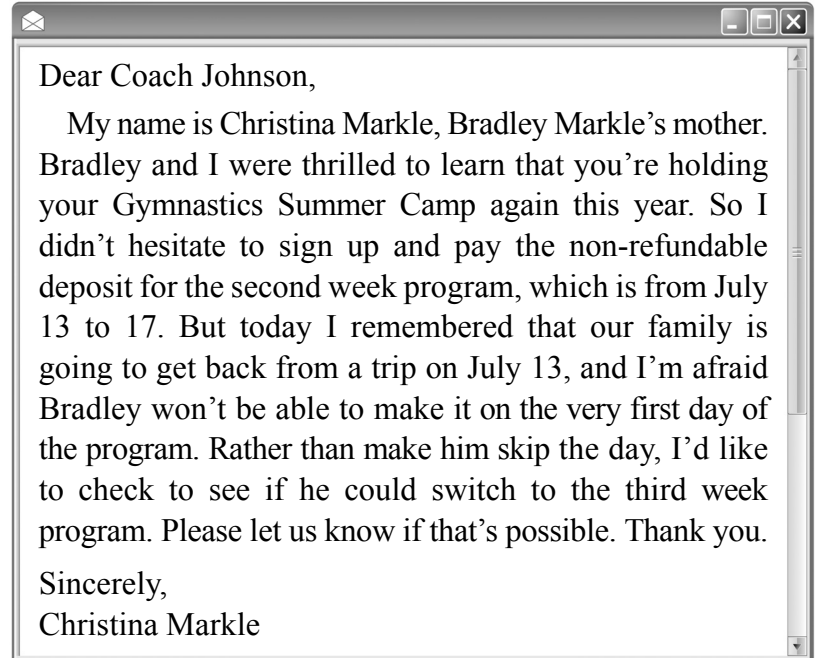 Dear Coach Johnson,
My name is Christina Markle, Bradley Markle’s mother.
Bradley and I were thrilled to learn that you’re holding
your Gymnastics Summer Camp again this year. So I
didn’t hesitate to sign up and pay the non-refundable
deposit for the second week program, which is from July
13 to 17. But today I remembered that our family is
going to get back from a trip on July 13, and I’m afraid
Bradley won’t be able to make it on the very first day of
the program. Rather than make him skip the day, I’d like
to check to see if he could switch to the third week
program. Please let us know if that’s possible. Thank you.
Sincerely,
Christina Markle